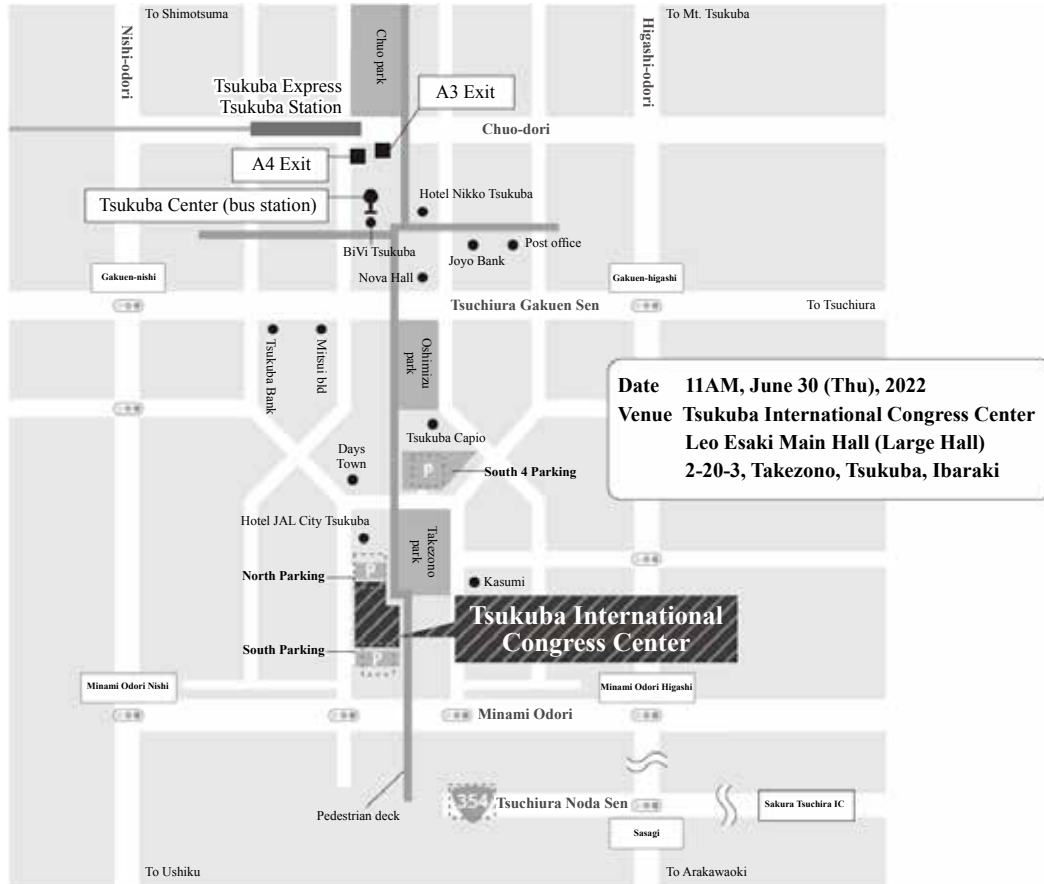 To Shimotsuma
To Mt. Tsukuba
Nishi-odori
Chuo park
Higashi-odori
Tsukuba Express
Tsukuba Station
A3 Exit
Chuo-dori
A4 Exit
Tsukuba Center (bus station)
Hotel Nikko Tsukuba
BiVi Tsukuba
Joyo Bank
Post office
Gakuen-nishi
Nova Hall
Gakuen-higashi
Tsuchiura Gakuen Sen
To Tsuchiura
Tsukuba Bank
Mitsui bld
Oshimizu
park
Date 11AM, June 30 (Thu), 2022
Venue Tsukuba International Congress Center
Leo Esaki Main Hall (Large Hall)
2-20-3, Takezono, Tsukuba, Ibaraki
Tsukuba Capio
Days
Town
P
South 4 Parking
Hotel JAL City Tsukuba
Takezono
park
North Parking
P
Kasumi
Tsukuba International
Congress Center
South Parking
P
Minami Odori Nishi
Minami Odori Higashi
Minami Odori
Pedestrian deck
354
Tsuchiura Noda Sen
Sakura Tsuchira IC
Sasagi
To Ushiku
To Arakawaoki